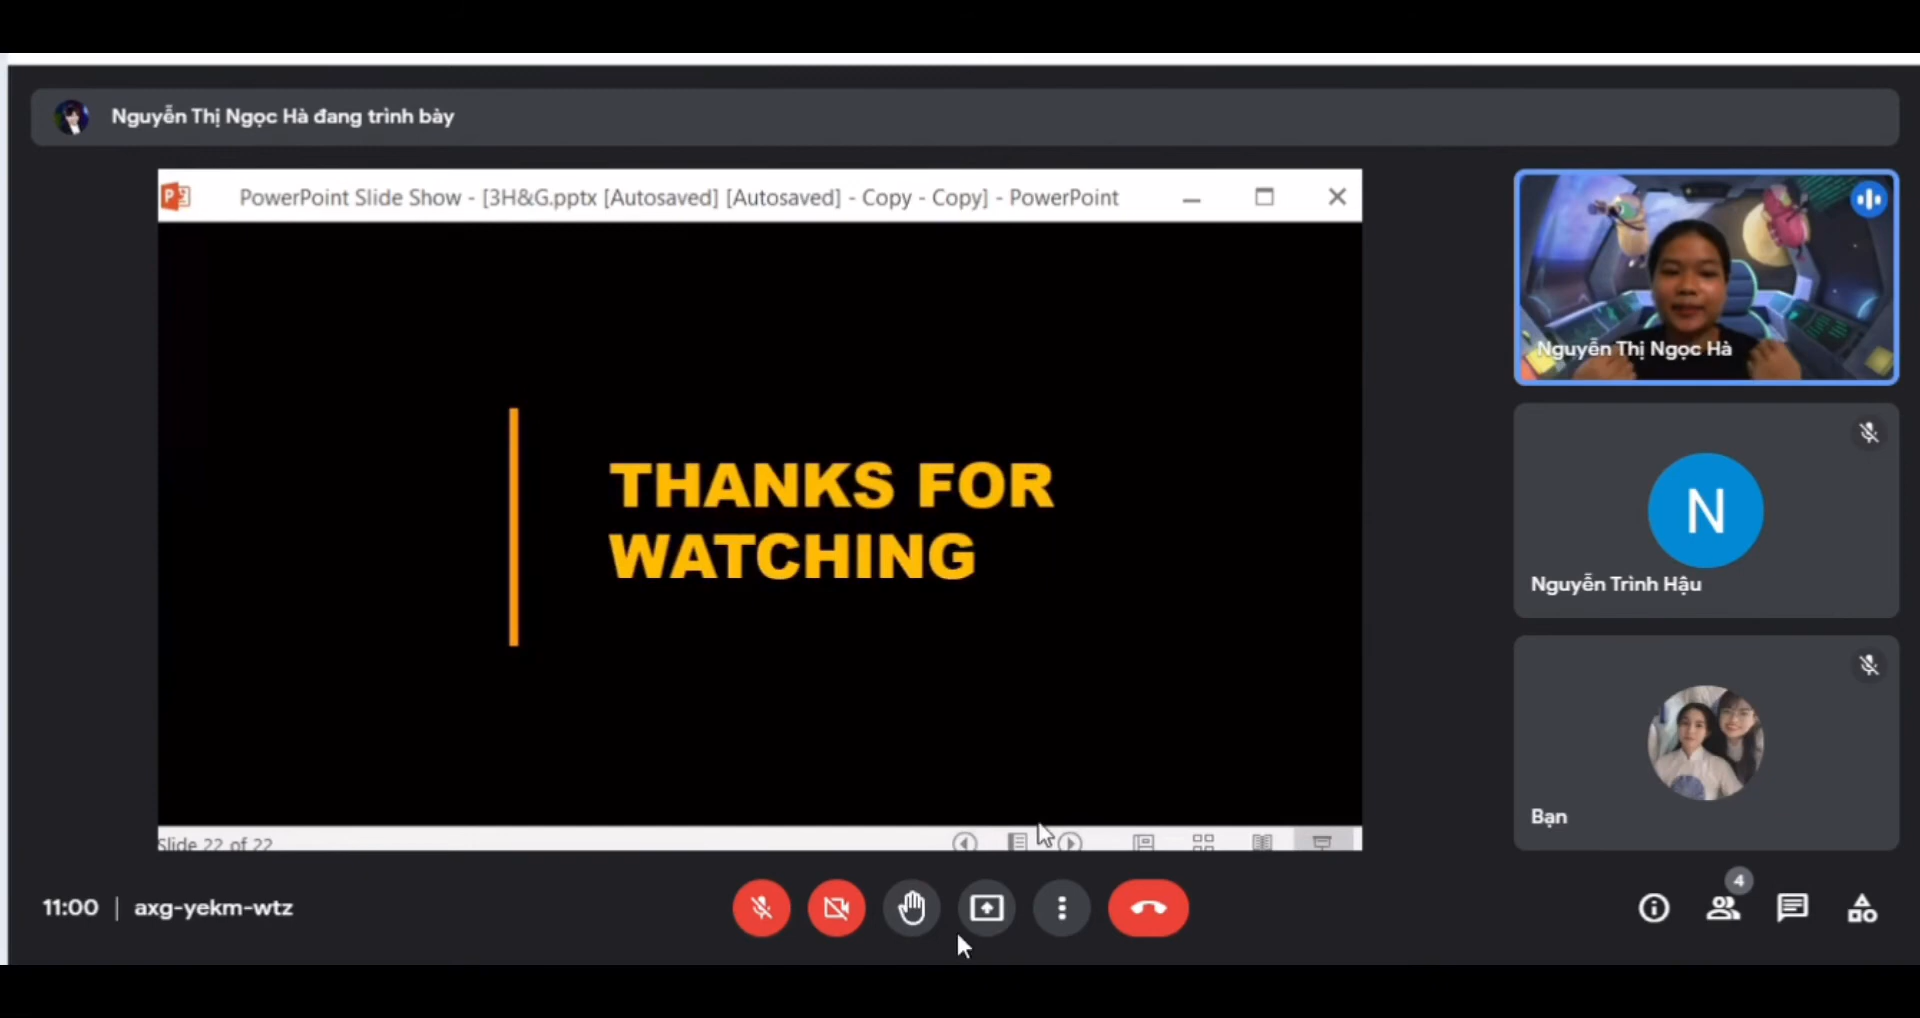 Nguyễn Thị Ngọc Hà đang trình bày
PowerPoint Slide Show - [3H&G.pptx [Autosaved] [Autosaved] - Copy - Copy] - PowerPoint
THANKS FOR
WATCHING
Slide 22 of 22
Nguyễn Thị Ngọc Hà
N
Nguyễn Trình Hậu
Bạn
11:00 | axg-yekm-wtz
4